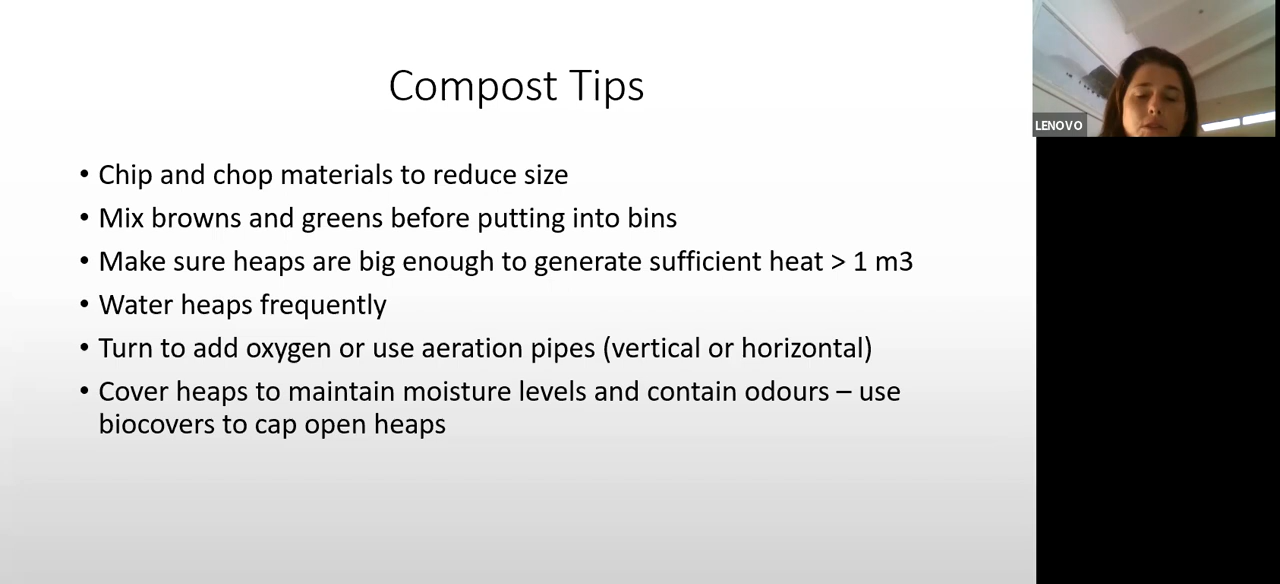 Compost Tips
• Chip and chop materials to reduce size
• Mix browns and greens before putting into bins
• Make sure heaps are big enough to generate sufficient heat > 1 m3
• Water heaps frequently
• Turn to add oxygen or use aeration pipes (vertical or horizontal)
• Cover heaps to maintain moisture levels and contain odours – use
biocovers to cap open heaps
LENOVO